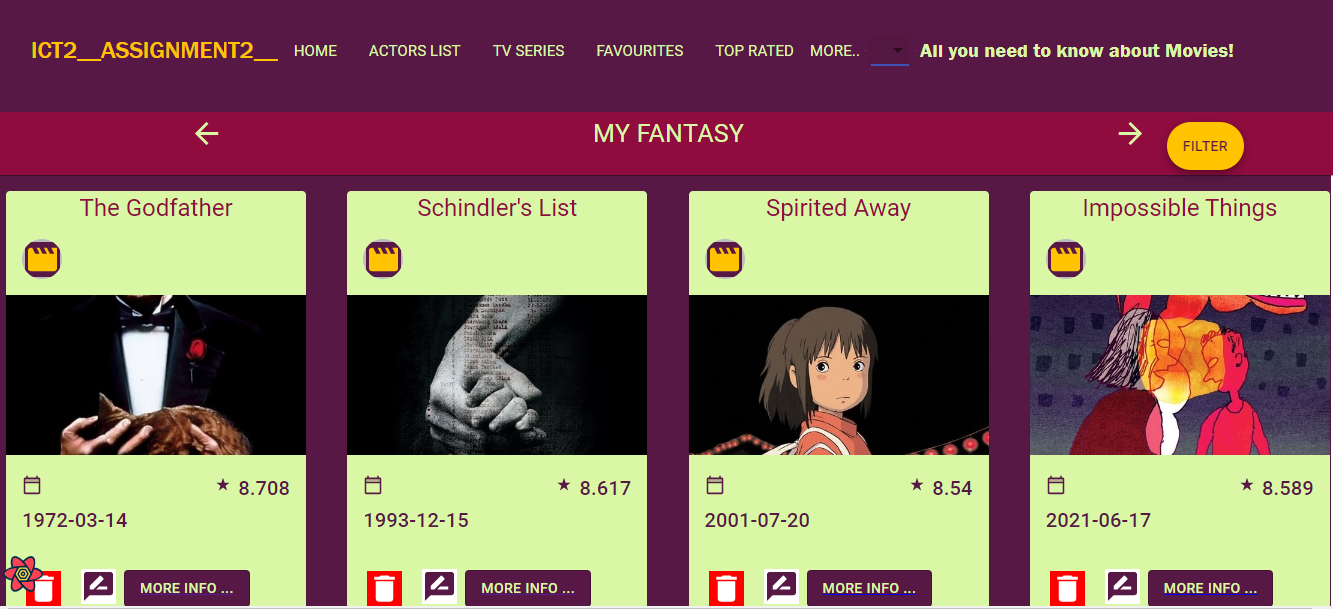 ICT2__ASSIGNMENT2__ HOME ACTORS LIST TV SERIES FAVOURITES TOP RATED MORE.. All you need to know about Movies!
MY FANTASY FILTER
The Godfather Schindler's List Spirited Away Impossible Things
★ 8.708 ★ 8.617 ★ 8.54 ★ 8.589
1972-03-14 1993-12-15 2001-07-20 2021-06-17
MORE INFO ... MORE INFO ... MORE INFO ... MORE INFO ...